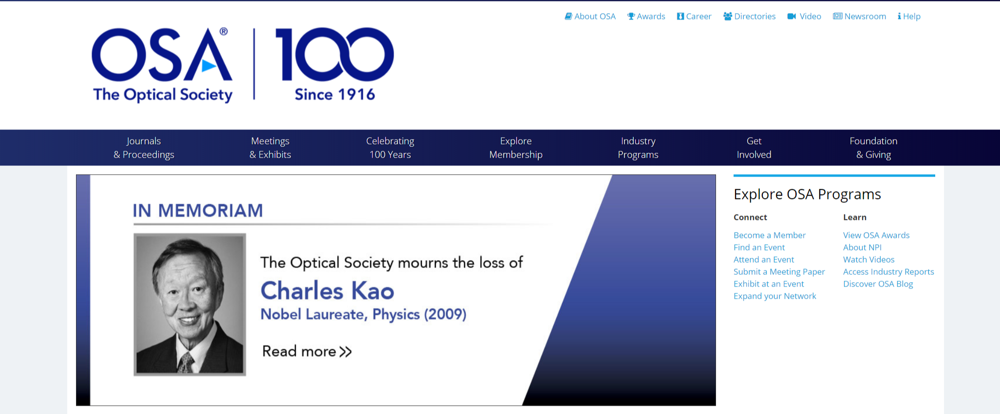 About OSA Awards Career Directories Video Newsroom Help
OSA® 100
The Optical Society Since 1916
Journals
& Proceedings
Meetings
& Exhibits
Celebrating
100 Years
Explore
Membership
Industry
Programs
Get
Involved
Foundation
& Giving
IN MEMORIAM
The Optical Society mourns the loss of
Charles Kao
Nobel Laureate, Physics (2009)
Read more >>
Explore OSA Programs
Connect
Become a Member
Find an Event
Attend an Event
Submit a Meeting Paper
Exhibit at an Event
Expand your Network
Learn
View OSA Awards
About NPI
Watch Videos
Access Industry Reports
Discover OSA Blog